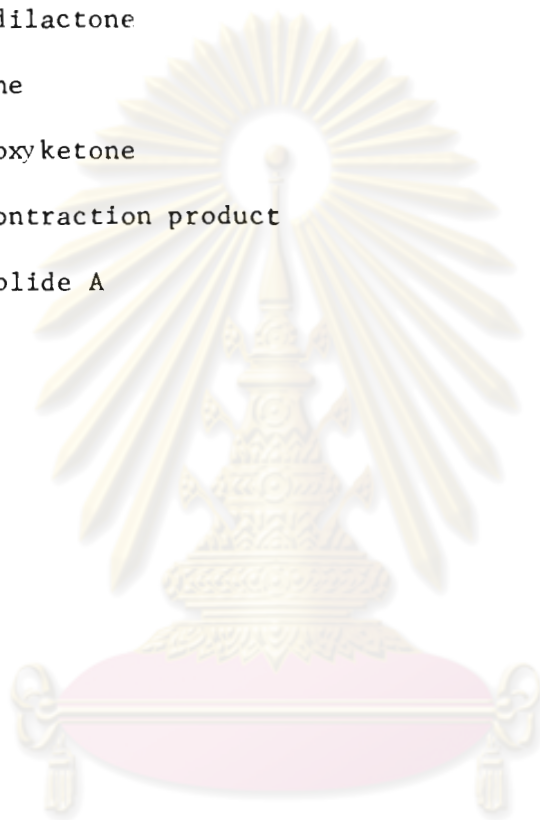 dilactone
ne
oxyketone
ontraction product
olide A